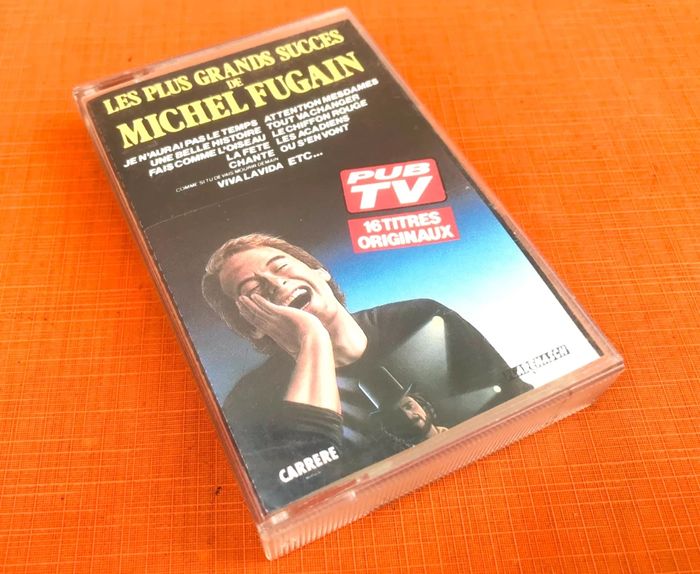 LES PLUS GRANDS SUCCES
DE
MICHEL FUGAIN
JE N'AURAI PAS LE TEMPS
UNE BELLE HISTOIRE
FAIS COMME L'OISEAU
LA FETE
CHANTE
COMME SI TU DEVAIS MOURIR DEMAIN
VIVA LA VIDA
ATTENTION MESDAMES
TOUT VA CHANGER
LE CHIFFON ROUGE
LES ACADIENS
OU S'EN VONT
ETC...
PUB
TV
16 TITRES
ORIGINAUX
CARRERE